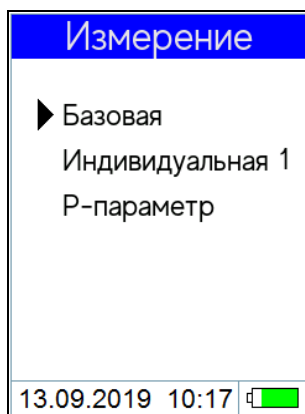 Измерение
Базовая
Индивидуальная 1
Р-параметр
13.09.2019 10:17